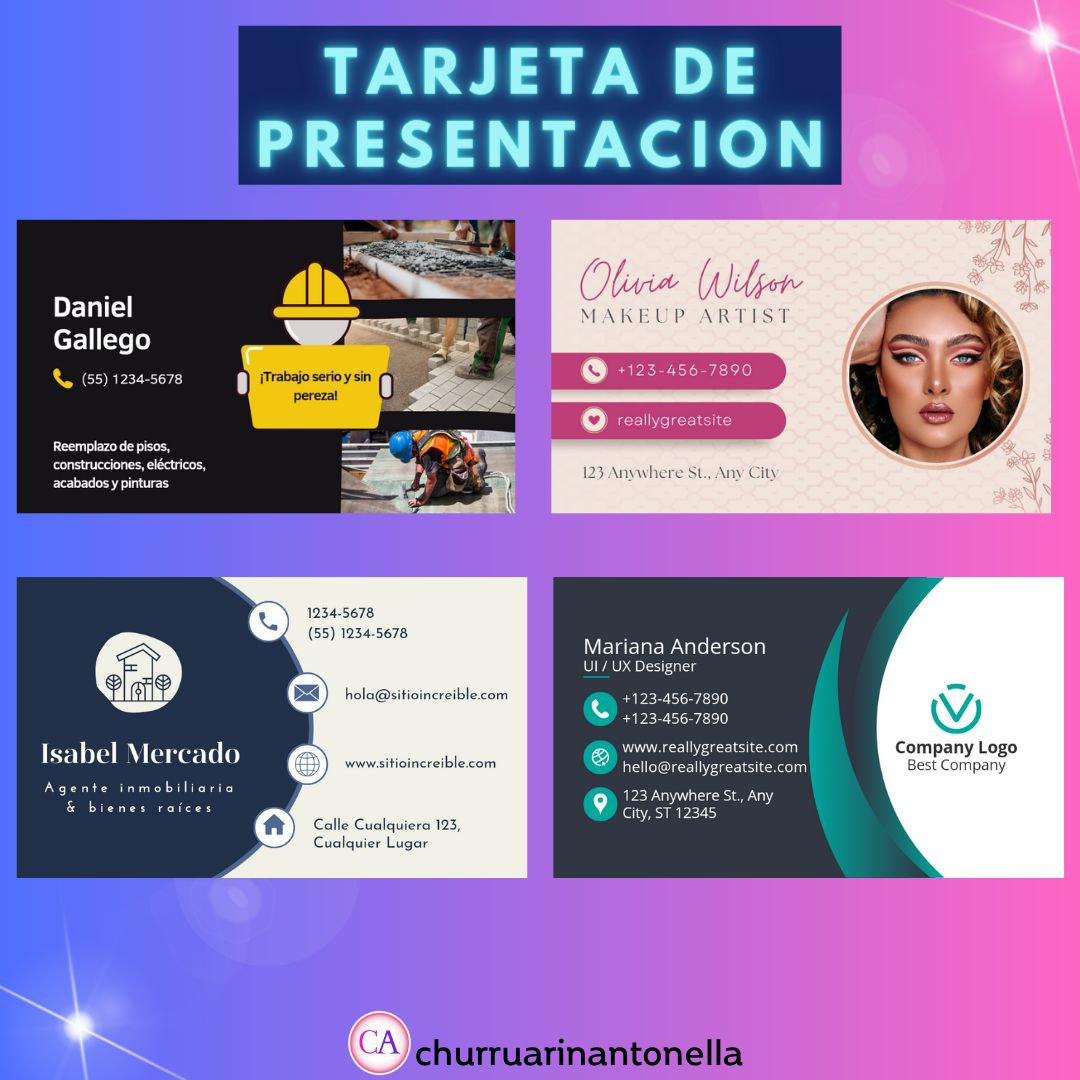 TARJETA DE
PRESENTACION
Daniel
Gallego
(55) 1234-5678
¡Trabajo serio y sin
pereza!
Reemplazo de pisos,
construcciones, eléctricos,
acabados y pinturas
Olivia Wilson
MAKEUP ARTIST
+123-456-7890
reallygreatsite
123 Anywhere St., Any City
Isabel Mercado
Agente inmobiliaria
& bienes raíces
1234-5678
(55) 1234-5678
hola@sitioincreible.com
www.sitioincreible.com
Calle Cualquiera 123,
Cualquier Lugar
Mariana Anderson
UI / UX Designer
+123-456-7890
+123-456-7890
www.reallygreatsite.com
hello@reallygreatsite.com
123 Anywhere St., Any
City, ST 12345
Company Logo
Best Company
CA churruarinantonella